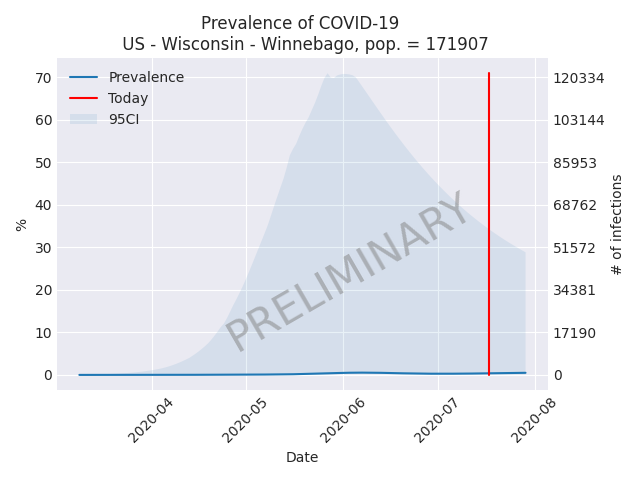 Prevalence of COVID-19
US - Wisconsin - Winnebago, pop. = 171907
Prevalence
Today
95CI
70
60
50
40
30
20
10
0
%
120334
103144
85953
68762
51572
34381
17190
0
# of infections
PRELIMINARY
2020-04
2020-05
2020-06
2020-07
2020-08
Date